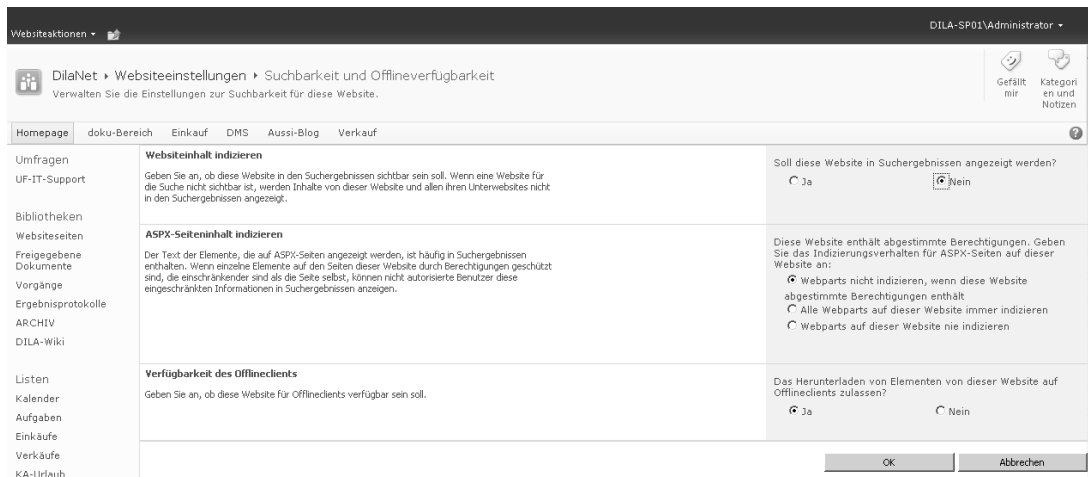 DILA-SP01\Administrator
Websiteaktionen
DilaNet ▸ Websiteeinstellungen ▸ Suchbarkeit und Offlineverfügbarkeit
Verwalten Sie die Einstellungen zur Suchbarkeit für diese Website.
Gefällt mir
Kategori
en und
Notizen
Homepage doku-Bereich Einkauf DMS Aussi-Blog Verkauf
Umfragen
UF-IT-Support
Bibliotheken
Websiteseiten
Freigegebene
Dokumente
Vorgänge
Ergebnisprotokolle
ARCHIV
DILA-Wiki
Listen
Kalender
Aufgaben
Einkäufe
Verkäufe
KA-Urlaub
Websiteinhalt indizieren
Geben Sie an, ob diese Website in den Suchergebnissen sichtbar sein soll. Wenn eine Website für
die Suche nicht sichtbar ist, werden Inhalte von dieser Website und allen ihren Unterwebsites nicht
in den Suchergebnissen angezeigt.
Soll diese Website in Suchergebnissen angezeigt werden?
Ja Nein
ASPX-Seiteninhalt indizieren
Der Text der Elemente, die auf ASPX-Seiten angezeigt werden, ist häufig in Suchergebnissen
enthalten. Wenn einzelne Elemente auf den Seiten dieser Website durch Berechtigungen geschützt
sind, die einschränkender sind als die Seite selbst, können nicht autorisierte Benutzer diese
eingeschränkten Informationen in Suchergebnissen anzeigen.
Diese Website enthält abgestimmte Berechtigungen. Geben
Sie das Indizierungsverhalten für ASPX-Seiten auf dieser
Website an:
Webparts nicht indizieren, wenn diese Website
abgestimmte Berechtigungen enthält
Alle Webparts auf dieser Website immer indizieren
Webparts auf dieser Website nie indizieren
Verfügbarkeit des Offlineclients
Geben Sie an, ob diese Website für Offlineclients verfügbar sein soll.
Das Herunterladen von Elementen von dieser Website auf
Offlineclients zulassen?
Ja Nein
OK Abbrechen